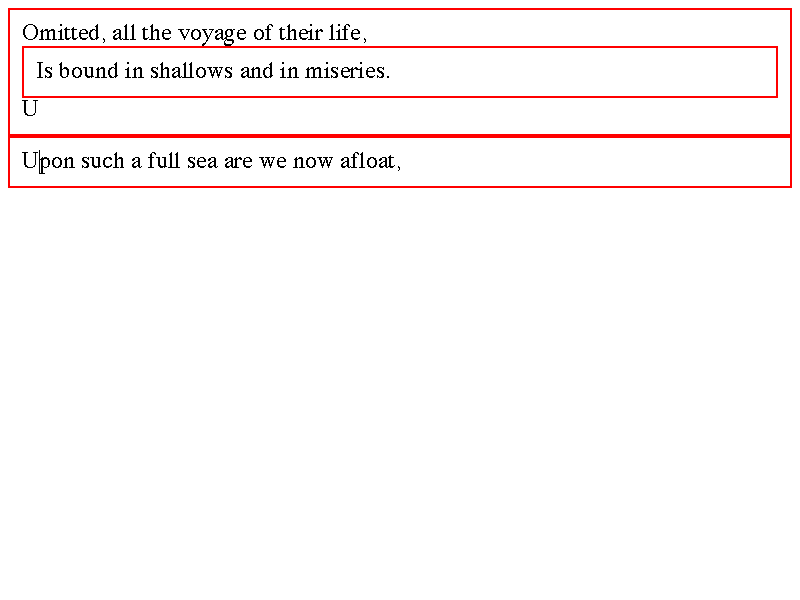 Omitted, all the voyage of their life,
Is bound in shallows and in miseries.
U
Upon such a full sea are we now afloat,